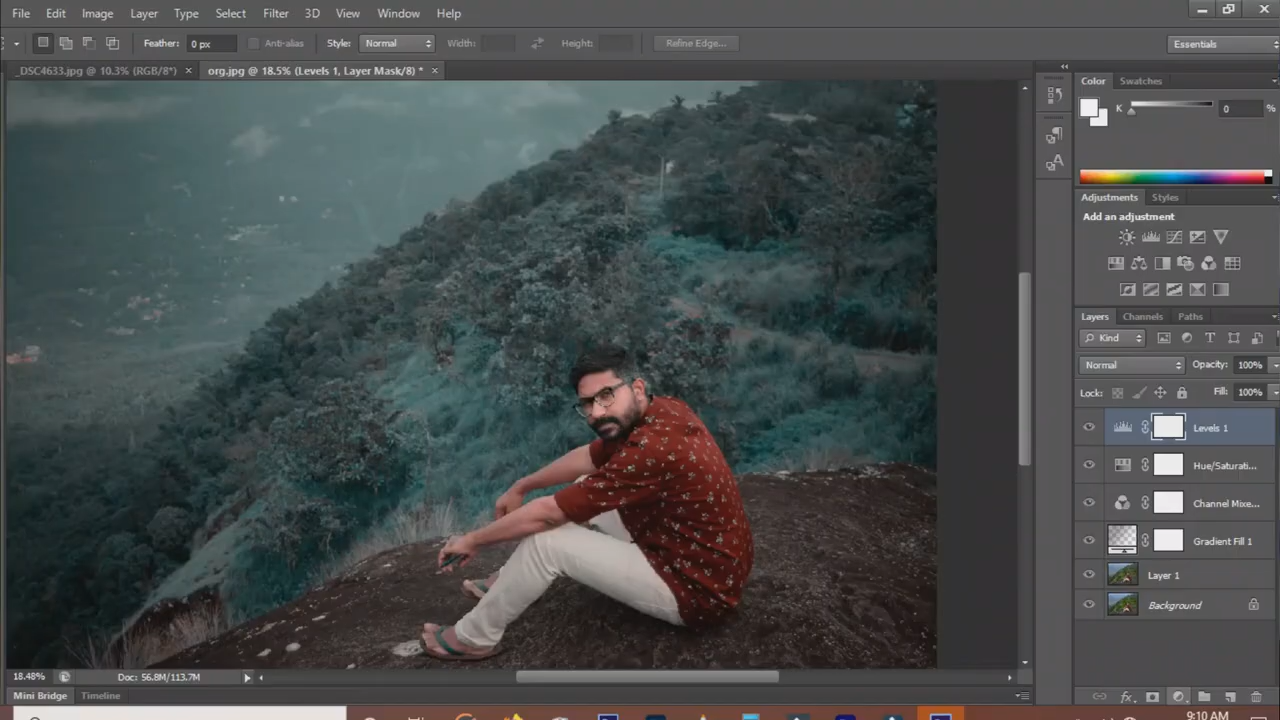 File Edit Image Layer Type Select Filter 3D View Window Help
Feather: 0 px Anti-alias Style: Normal Width: Height: Refine Edge... Essentials
_DSC4633.jpg @ 10.3% (RGB/8*) × org.jpg @ 18.5% (Levels 1, Layer Mask/8) * ×
Color Swatches
K 0 %
Adjustments Styles
Add an adjustment
Layers Channels Paths
Kind
Normal Opacity: 100%
Lock: Fill: 100%
Levels 1
Hue/Saturati...
Channel Mixe...
Gradient Fill 1
Layer 1
Background
18.48% Doc: 56.8M/113.7M
Mini Bridge Timeline
9:10 AM